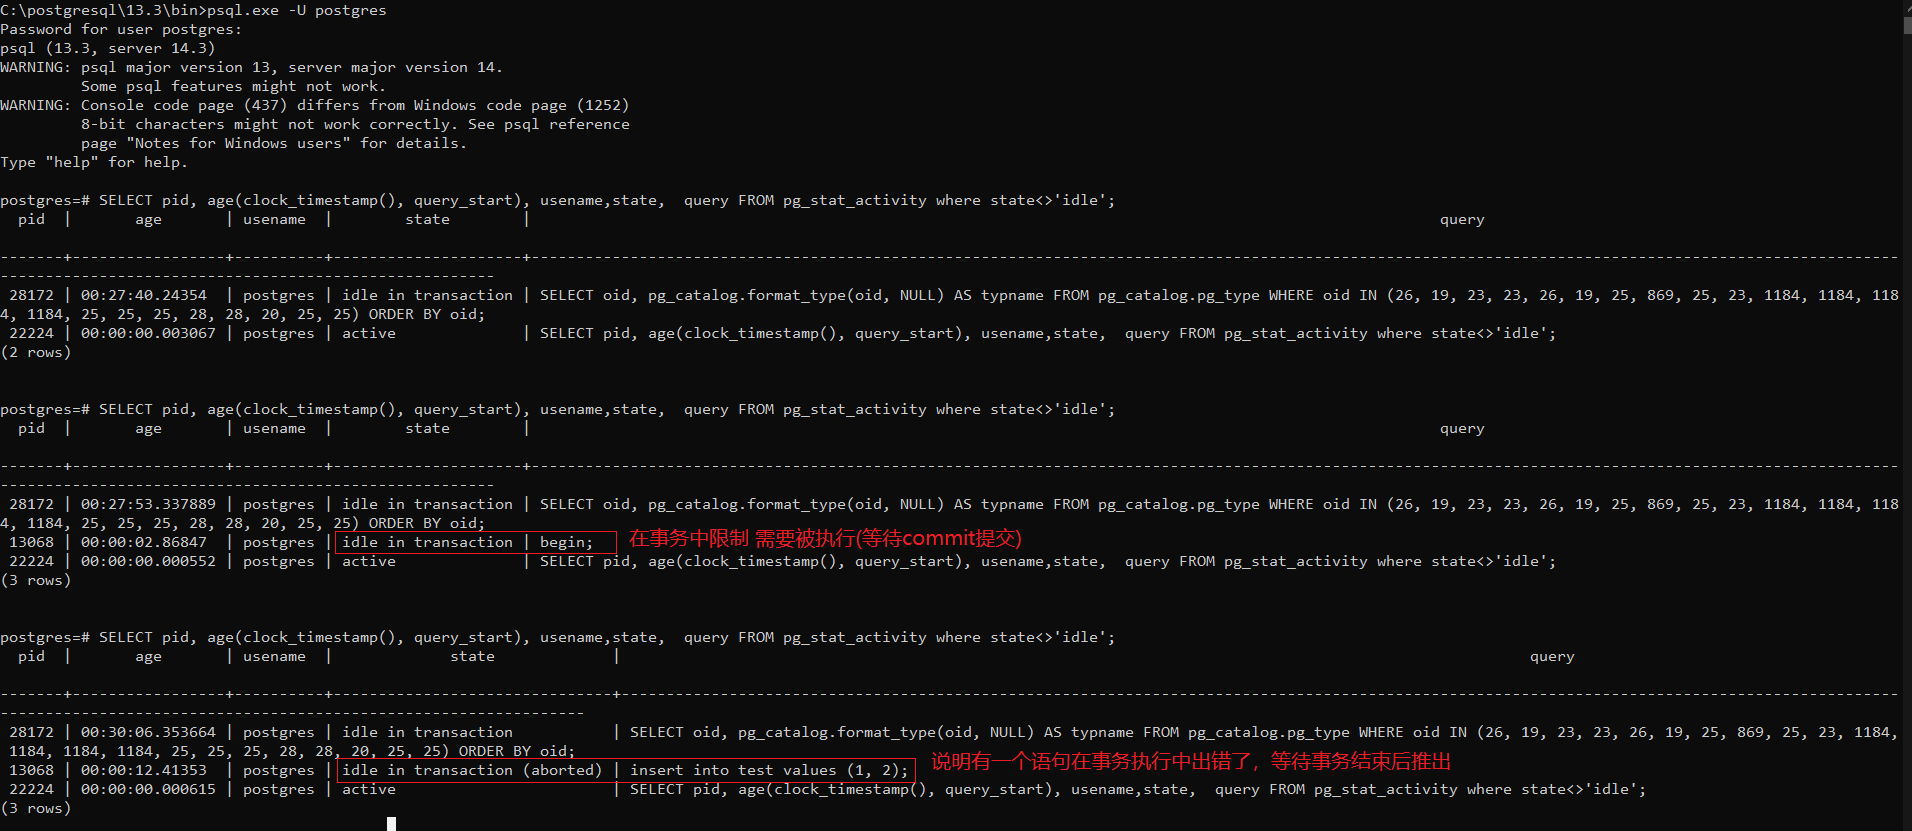 C:\postgresql\13.3\bin>psql.exe -U postgres
Password for user postgres:
psql (13.3, server 14.3)
WARNING: psql major version 13, server major version 14.
         Some psql features might not work.
WARNING: Console code page (437) differs from Windows code page (1252)
         8-bit characters might not work correctly. See psql reference
         page "Notes for Windows users" for details.
Type "help" for help.

postgres=# SELECT pid, age(clock_timestamp(), query_start), usename,state,  query FROM pg_stat_activity where state<>'idle';
  pid  |       age       | usename  |        state        |                                                                                                      query
-------+-----------------+----------+---------------------+---------------------------------------------------------------------------------------------------------------------------------------------------------
-------------------------------------------------------
 28172 | 00:27:40.24354  | postgres | idle in transaction | SELECT oid, pg_catalog.format_type(oid, NULL) AS typname FROM pg_catalog.pg_type WHERE oid IN (26, 19, 23, 23, 26, 19, 25, 869, 25, 23, 1184, 1184, 118
4, 1184, 25, 25, 25, 28, 28, 20, 25, 25) ORDER BY oid;
 22224 | 00:00:00.003067 | postgres | active              | SELECT pid, age(clock_timestamp(), query_start), usename,state,  query FROM pg_stat_activity where state<>'idle';
(2 rows)

postgres=# SELECT pid, age(clock_timestamp(), query_start), usename,state,  query FROM pg_stat_activity where state<>'idle';
  pid  |       age       | usename  |        state        |                                                                                                      query
-------+-----------------+----------+---------------------+---------------------------------------------------------------------------------------------------------------------------------------------------------
-------------------------------------------------------
 28172 | 00:27:53.337889 | postgres | idle in transaction | SELECT oid, pg_catalog.format_type(oid, NULL) AS typname FROM pg_catalog.pg_type WHERE oid IN (26, 19, 23, 23, 26, 19, 25, 869, 25, 23, 1184, 1184, 118
4, 1184, 25, 25, 25, 28, 28, 20, 25, 25) ORDER BY oid;
 13068 | 00:00:02.86847  | postgres | idle in transaction | begin; 在事务中限制 需要被执行(等待commit提交)
 22224 | 00:00:00.000552 | postgres | active              | SELECT pid, age(clock_timestamp(), query_start), usename,state,  query FROM pg_stat_activity where state<>'idle';
(3 rows)

postgres=# SELECT pid, age(clock_timestamp(), query_start), usename,state,  query FROM pg_stat_activity where state<>'idle';
  pid  |       age       | usename  |             state             |                                                                                                      query
-------+-----------------+----------+-------------------------------+-----------------------------------------------------------------------------------------------------------------------------------------------
-----------------------------------------------------------------
 28172 | 00:30:06.353664 | postgres | idle in transaction           | SELECT oid, pg_catalog.format_type(oid, NULL) AS typname FROM pg_catalog.pg_type WHERE oid IN (26, 19, 23, 23, 26, 19, 25, 869, 25, 23, 1184,
 1184, 1184, 1184, 25, 25, 25, 28, 28, 20, 25, 25) ORDER BY oid;
 13068 | 00:00:12.41353  | postgres | idle in transaction (aborted) | insert into test values (1, 2); 说明有一个语句在事务执行中出错了，等待事务结束后推出
 22224 | 00:00:00.000615 | postgres | active                        | SELECT pid, age(clock_timestamp(), query_start), usename,state,  query FROM pg_stat_activity where state<>'idle';
(3 rows)